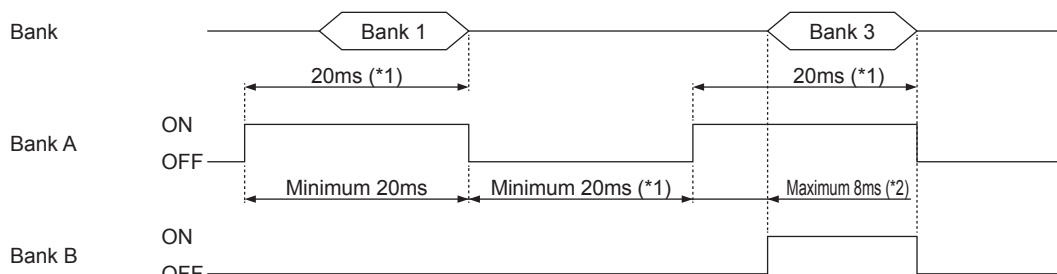 Bank
Bank 1
Bank 3
20ms (*1)
20ms (*1)
Bank A
ON
OFF
Minimum 20ms
Minimum 20ms (*1)
Maximum 8ms (*2)
Bank B
ON
OFF